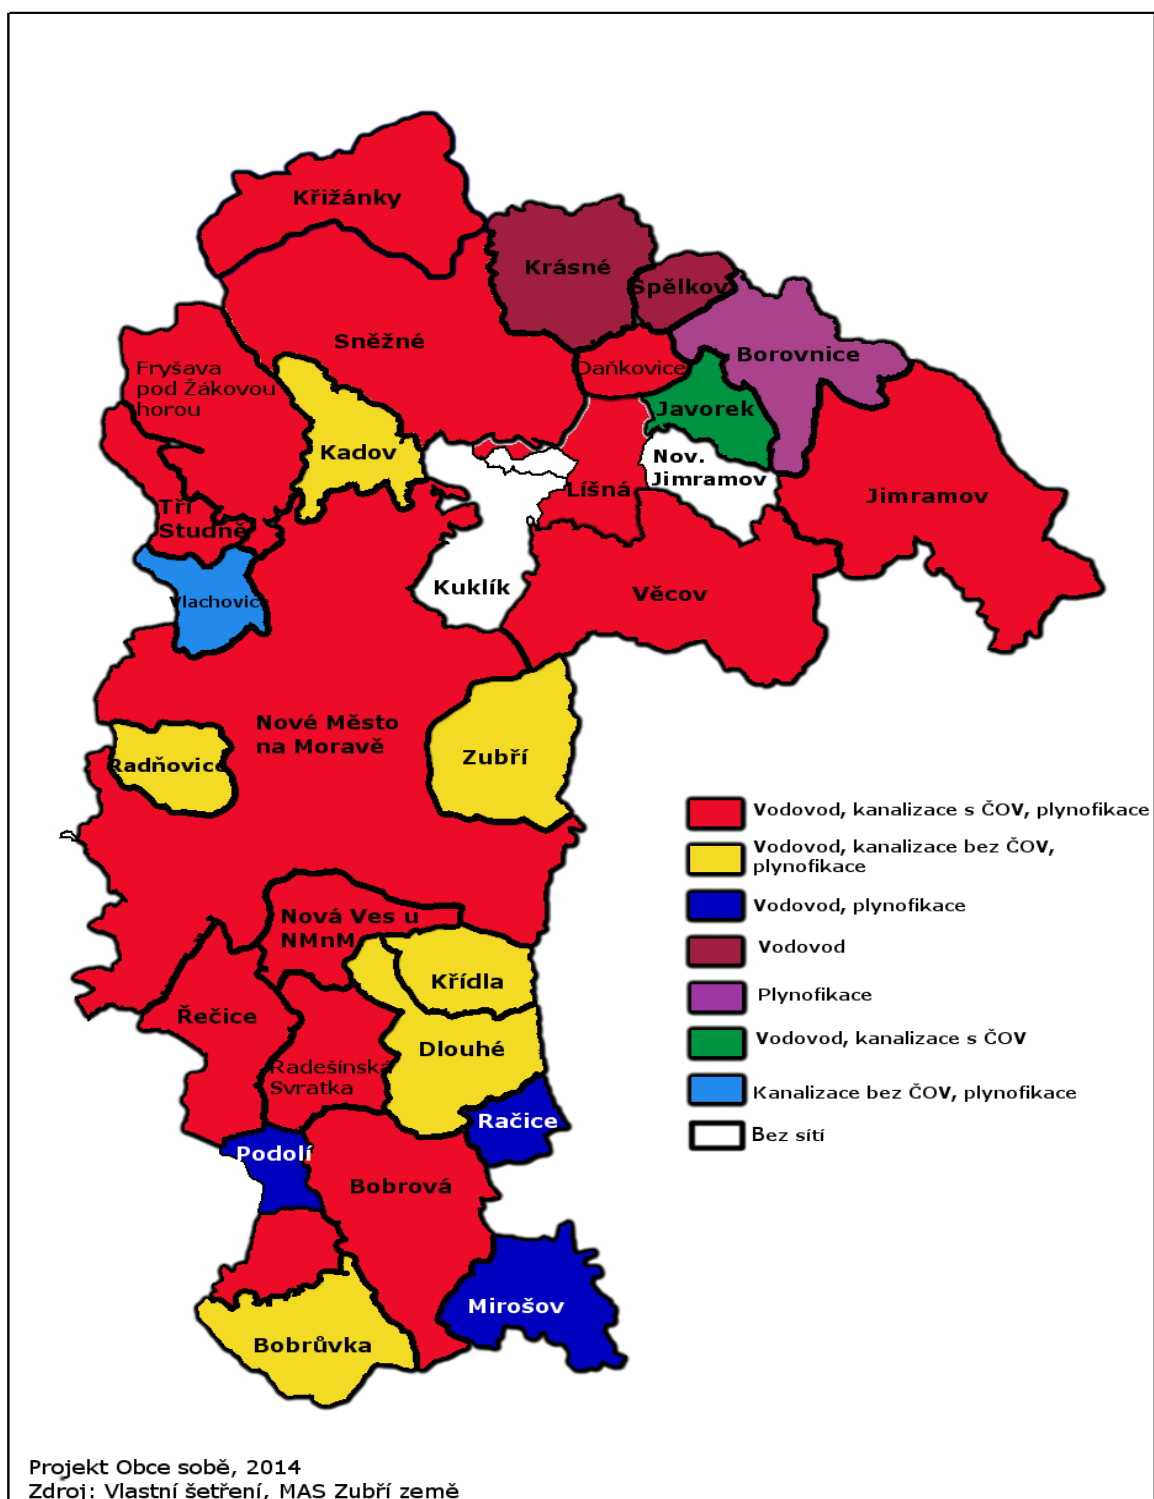 Křižánky
Krásné
Spělkov
Sněžné
Borovnice
Daňkovice
Fryšava
pod Žákovou
horou
Javorek
Kadov
Nov.
Jimramov
Líšná
Jimramov
Tři
Studně
Kuklík
Věcov
Vlachovice
Nové Město
na Moravě
Zubří
Radňovice
Vodovod, kanalizace s ČOV, plynofikace
Vodovod, kanalizace bez ČOV,
plynofikace
Vodovod, plynofikace
Vodovod
Plynofikace
Vodovod, kanalizace s ČOV
Kanalizace bez ČOV, plynofikace
Bez sítí
Nová Ves u
NMnM
Křídla
Řečice
Dlouhé
Radešínská
Svratka
Račice
Podolí
Bobrová
Mirošov
Bobrůvka
Projekt Obce sobě, 2014
Zdroj: Vlastní šetření, MAS Zubří země